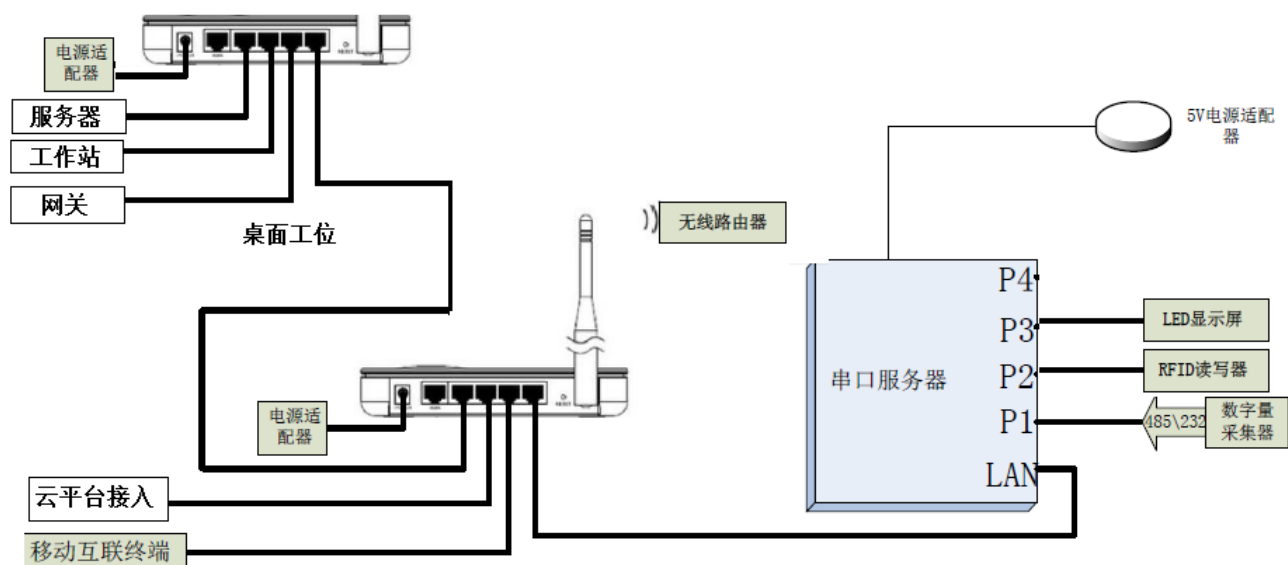 电源适
配器
服务器
工作站
网关
桌面工位
RESET
无线路由器
5V电源适配
器
串口服务器
P4
P3
P2
P1
LAN
LED显示屏
RFID读写器
485\232
数字量
采集器
电源适
配器
RESET
云平台接入
移动互联终端